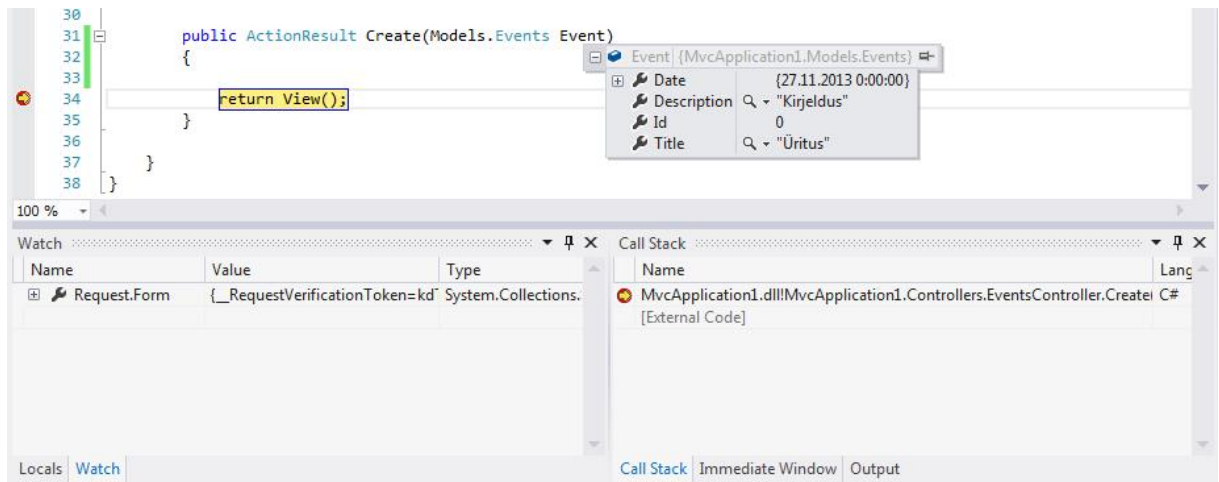 30
31 public ActionResult Create(Models.Events Event)
32 {
Event {MvcApplication1.Models.Events}
33
Date {27.11.2013 0:00:00}
34 return View();
Description "Kirjeldus"
35 }
Id 0
36
Title "Üritus"
37 }
38 }
100 %
Watch
Call Stack
Name Value Type
Name Lang
Request.Form {__RequestVerificationToken=kd System.Collections.
MvcApplication1.dll!MvcApplication1.Controllers.EventsController.Create( C#
[External Code]
Locals Watch
Call Stack Immediate Window Output